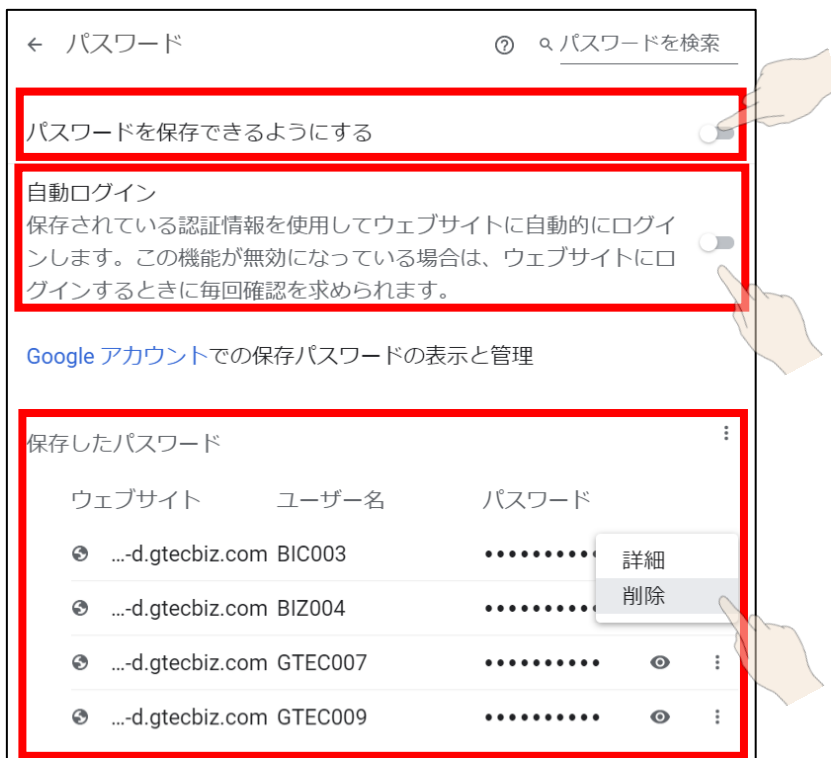 パスワード
パスワードを検索
パスワードを保存できるようにする
自動ログイン
保存されている認証情報を使用してウェブサイトに自動的にログイ
ンします。この機能が無効になっている場合は、ウェブサイトにロ
グインするときに毎回確認を求められます。
Google アカウントでの保存パスワードの表示と管理
保存したパスワード
ウェブサイト ユーザー名 パスワード
...-d.gtecbiz.com BIC003 ••••••••••
詳細
...-d.gtecbiz.com BIZ004 ••••••••••
削除
...-d.gtecbiz.com GTEC007 ••••••••••
...-d.gtecbiz.com GTEC009 ••••••••••